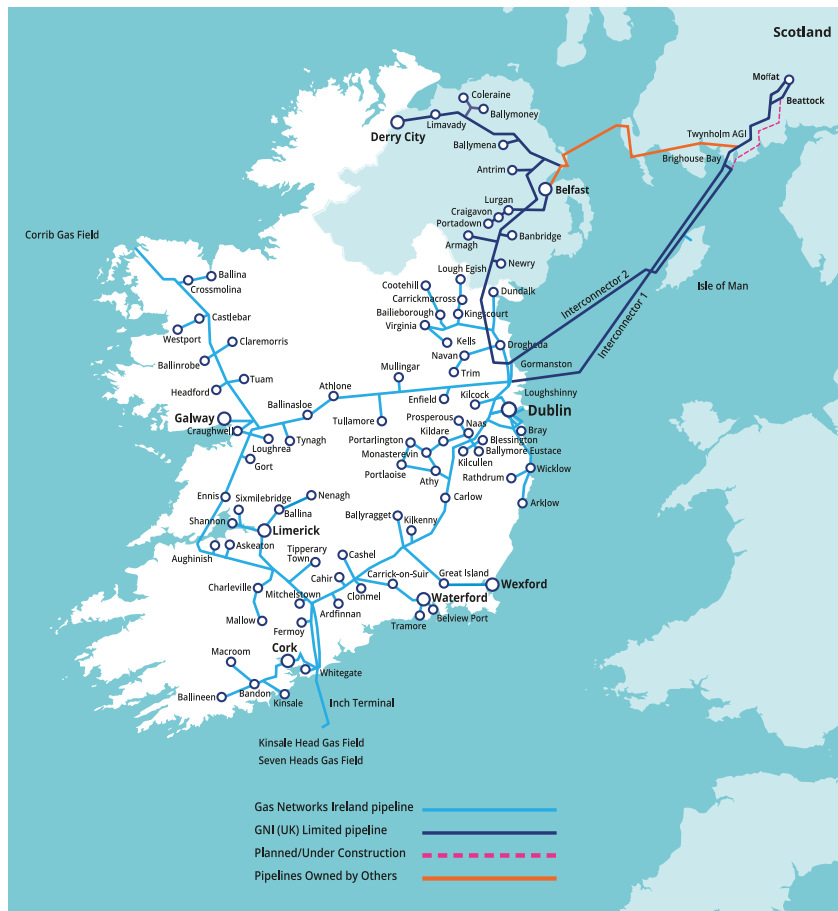 Scotland
Moffat
Beattock
Coleraine
Ballymoney
Limavady
Derry City
Twynholm AGI
Ballymena
Brighouse Bay
Antrim
Belfast
Lurgan
Craigavon
Portadown
Corrib Gas Field
Banbridge
Armagh
Newry
Lough Egish
Ballina
Cootehill
Crossmolina
Isle of Man
Interconnector 2
Dundalk
Carrickmacross
Bailieborough
Kingscourt
Castlebar
Interconnector 1
Virginia
Westport
Claremorris
Kells
Drogheda
Navan
Ballinrobe
Mullingar
Gormanston
Trim
Tuam
Athlone
Headford
Loughshinny
Enfield
Kilcock
Ballinasloe
Dublin
Galway
Tullamore
Prosperous
Naas
Craughwell
Kildare
Bray
Tynagh
Portarlington
Blessington
Loughrea
Monasterevin
Ballymore Eustace
Gort
Kilcullen
Wicklow
Portlaoise
Rathdrum
Athy
Ennis
Sixmilebridge
Nenagh
Carlow
Arklow
Shannon
Ballina
Ballyragget
Kilkenny
Limerick
Askeaton
Tipperary
Town
Cashel
Aughinish
Cahir
Carrick-on-Suir
Great Island
Wexford
Charleville
Mitchelstown
Clonmel
Waterford
Ardfinnan
Belview Port
Mallow
Fermoy
Tramore
Cork
Macroom
Whitegate
Bandon
Ballineen
Kinsale
Inch Terminal
Kinsale Head Gas Field
Seven Heads Gas Field
Gas Networks Ireland pipeline
GNI (UK) Limited pipeline
Planned/Under Construction
Pipelines Owned by Others